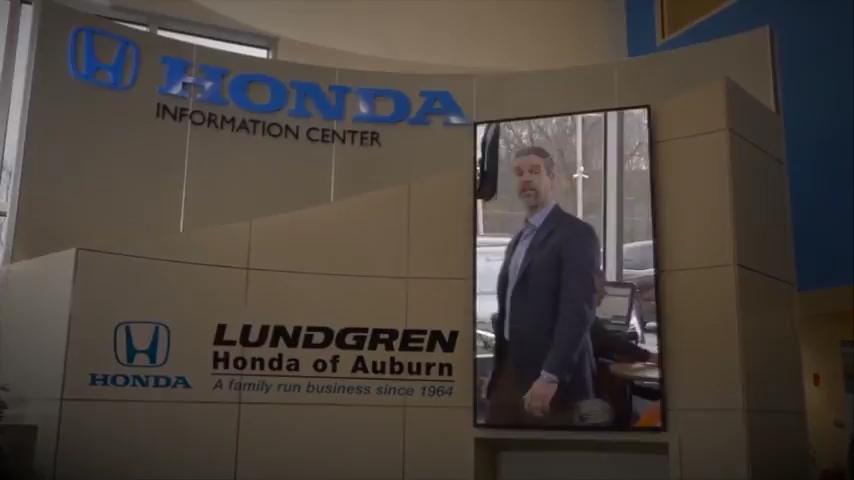 HONDA
INFORMATION CENTER
LUNDGREN
Honda of Auburn
HONDA
A family run business since 1964